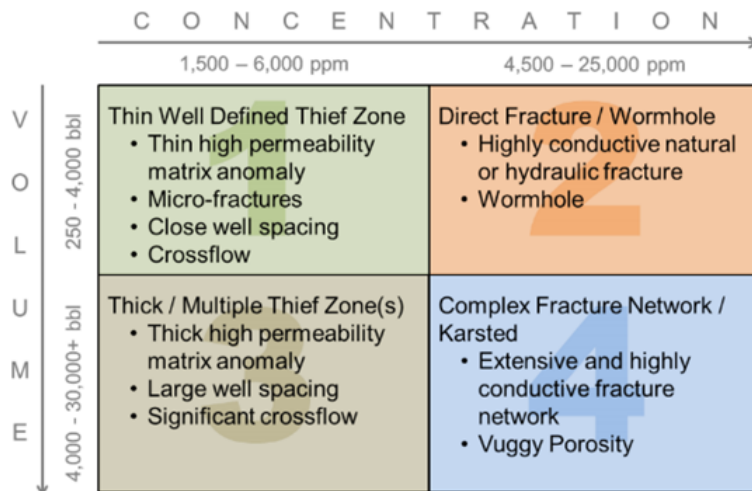 C O N C E N T R A T I O N
1,500 – 6,000 ppm
4,500 – 25,000 ppm
V O L U M E
250 - 4,000 bbl
4,000 - 30,000+ bbl
1
Thin Well Defined Thief Zone
• Thin high permeability
matrix anomaly
• Micro-fractures
• Close well spacing
• Crossflow
2
Direct Fracture / Wormhole
• Highly conductive natural
or hydraulic fracture
• Wormhole
3
Thick / Multiple Thief Zone(s)
• Thick high permeability
matrix anomaly
• Large well spacing
• Significant crossflow
4
Complex Fracture Network /
Karsted
• Extensive and highly
conductive fracture
network
• Vuggy Porosity